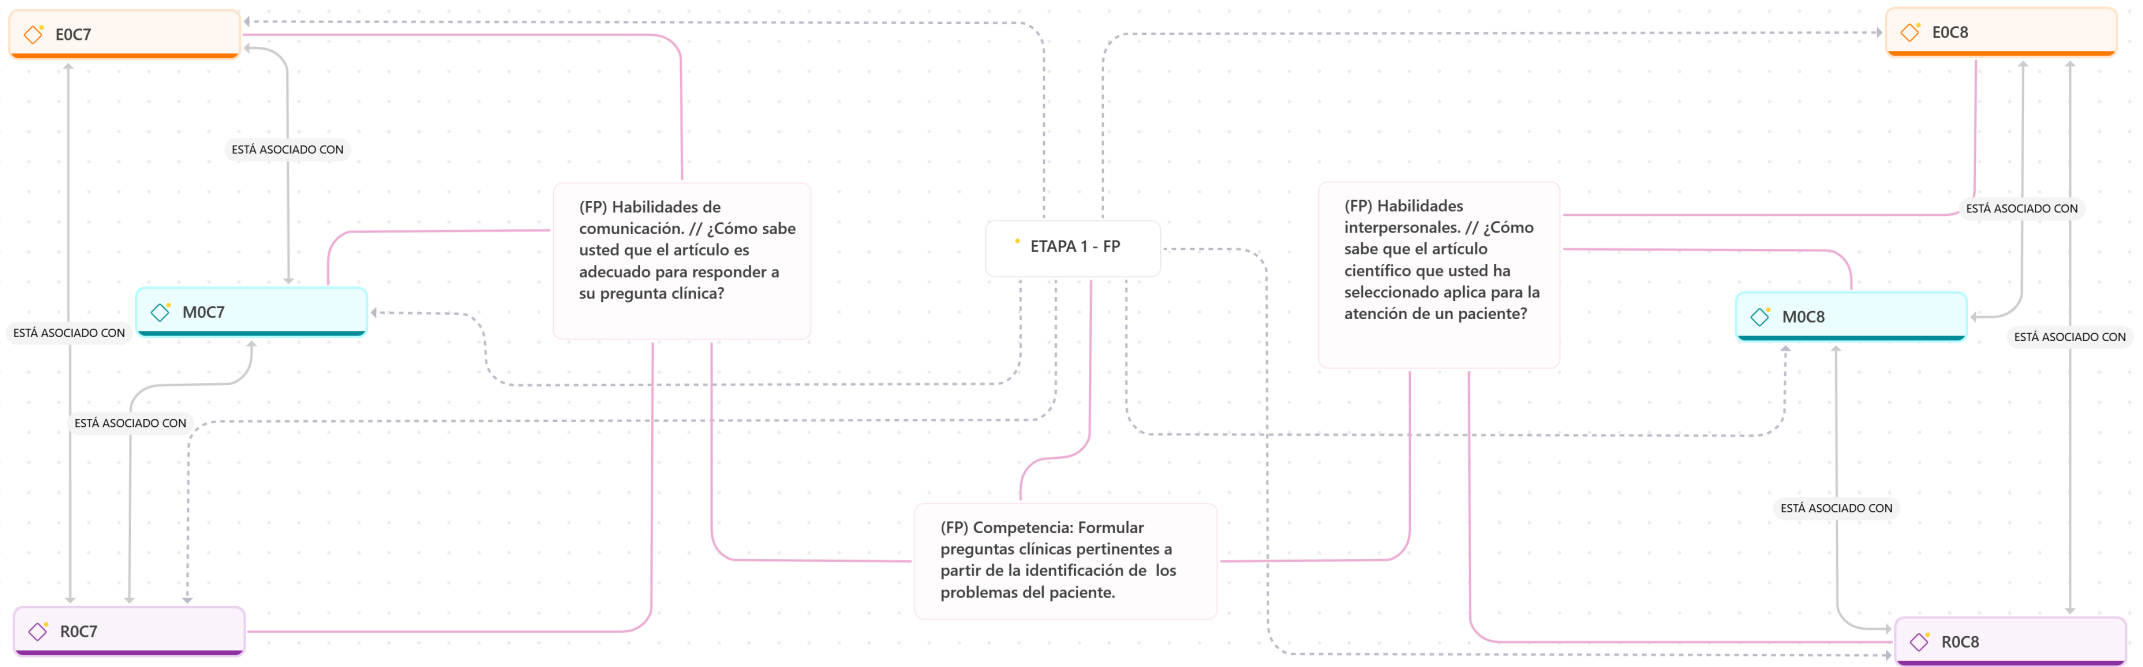 E0C7
E0C8
ESTÁ ASOCIADO CON
(FP) Habilidades de
comunicación. // ¿Cómo sabe
usted que el artículo es
adecuado para responder a
su pregunta clínica?
ETAPA 1 - FP
(FP) Habilidades
interpersonales. // ¿Cómo
sabe que el artículo
científico que usted ha
seleccionado aplica para la
atención de un paciente?
ESTÁ ASOCIADO CON
M0C7
M0C8
ESTÁ ASOCIADO CON
ESTÁ ASOCIADO CON
ESTÁ ASOCIADO CON
ESTÁ ASOCIADO CON
(FP) Competencia: Formular
preguntas clínicas pertinentes a
partir de la identificación de  los
problemas del paciente.
R0C7
R0C8